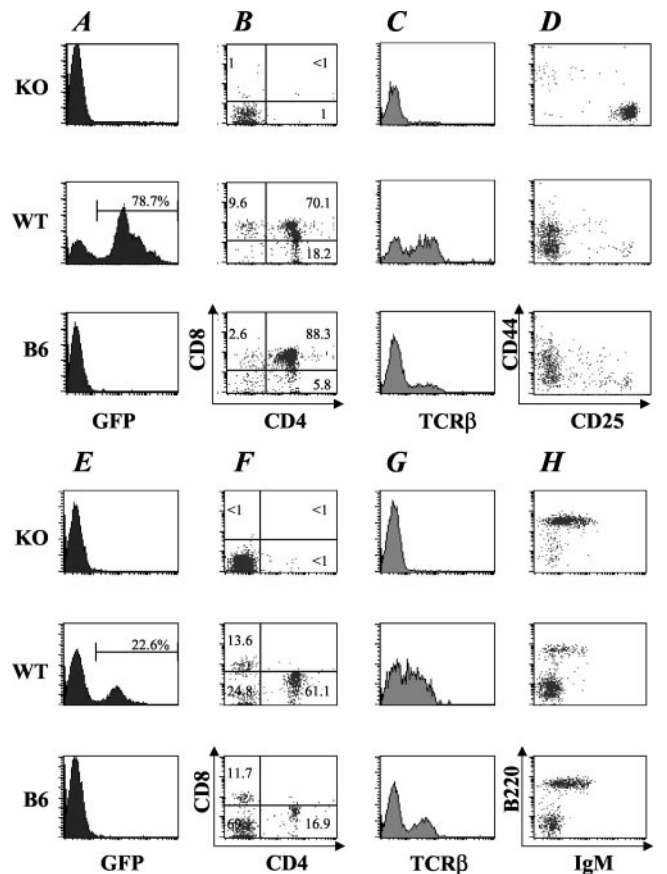 A B C D
KO 1 <1 1
WT 78.7% 9.6 70.1 18.2
B6 2.6 88.3 5.8
CD8 CD44
GFP CD4 TCRβ CD25
E F G H
KO <1 <1 <1
WT 22.6% 13.6 24.8 61.1
B6 11.7 16.9
CD8 B220
GFP CD4 TCRβ IgM